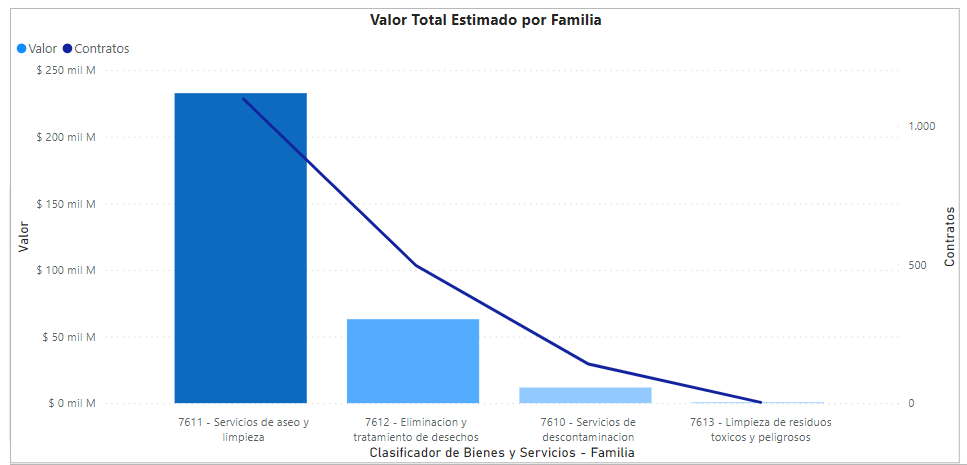 Valor Total Estimado por Familia
Valor Contratos
$ 250 mil M
$ 200 mil M
$ 150 mil M
$ 100 mil M
$ 50 mil M
$ 0 mil M
Valor
1.000
500
0
Contratos
7611 - Servicios de aseo y
limpieza
7612 - Eliminacion y
tratamiento de desechos
7610 - Servicios de
descontaminacion
7613 - Limpieza de residuos
toxicos y peligrosos
Clasificador de Bienes y Servicios - Familia